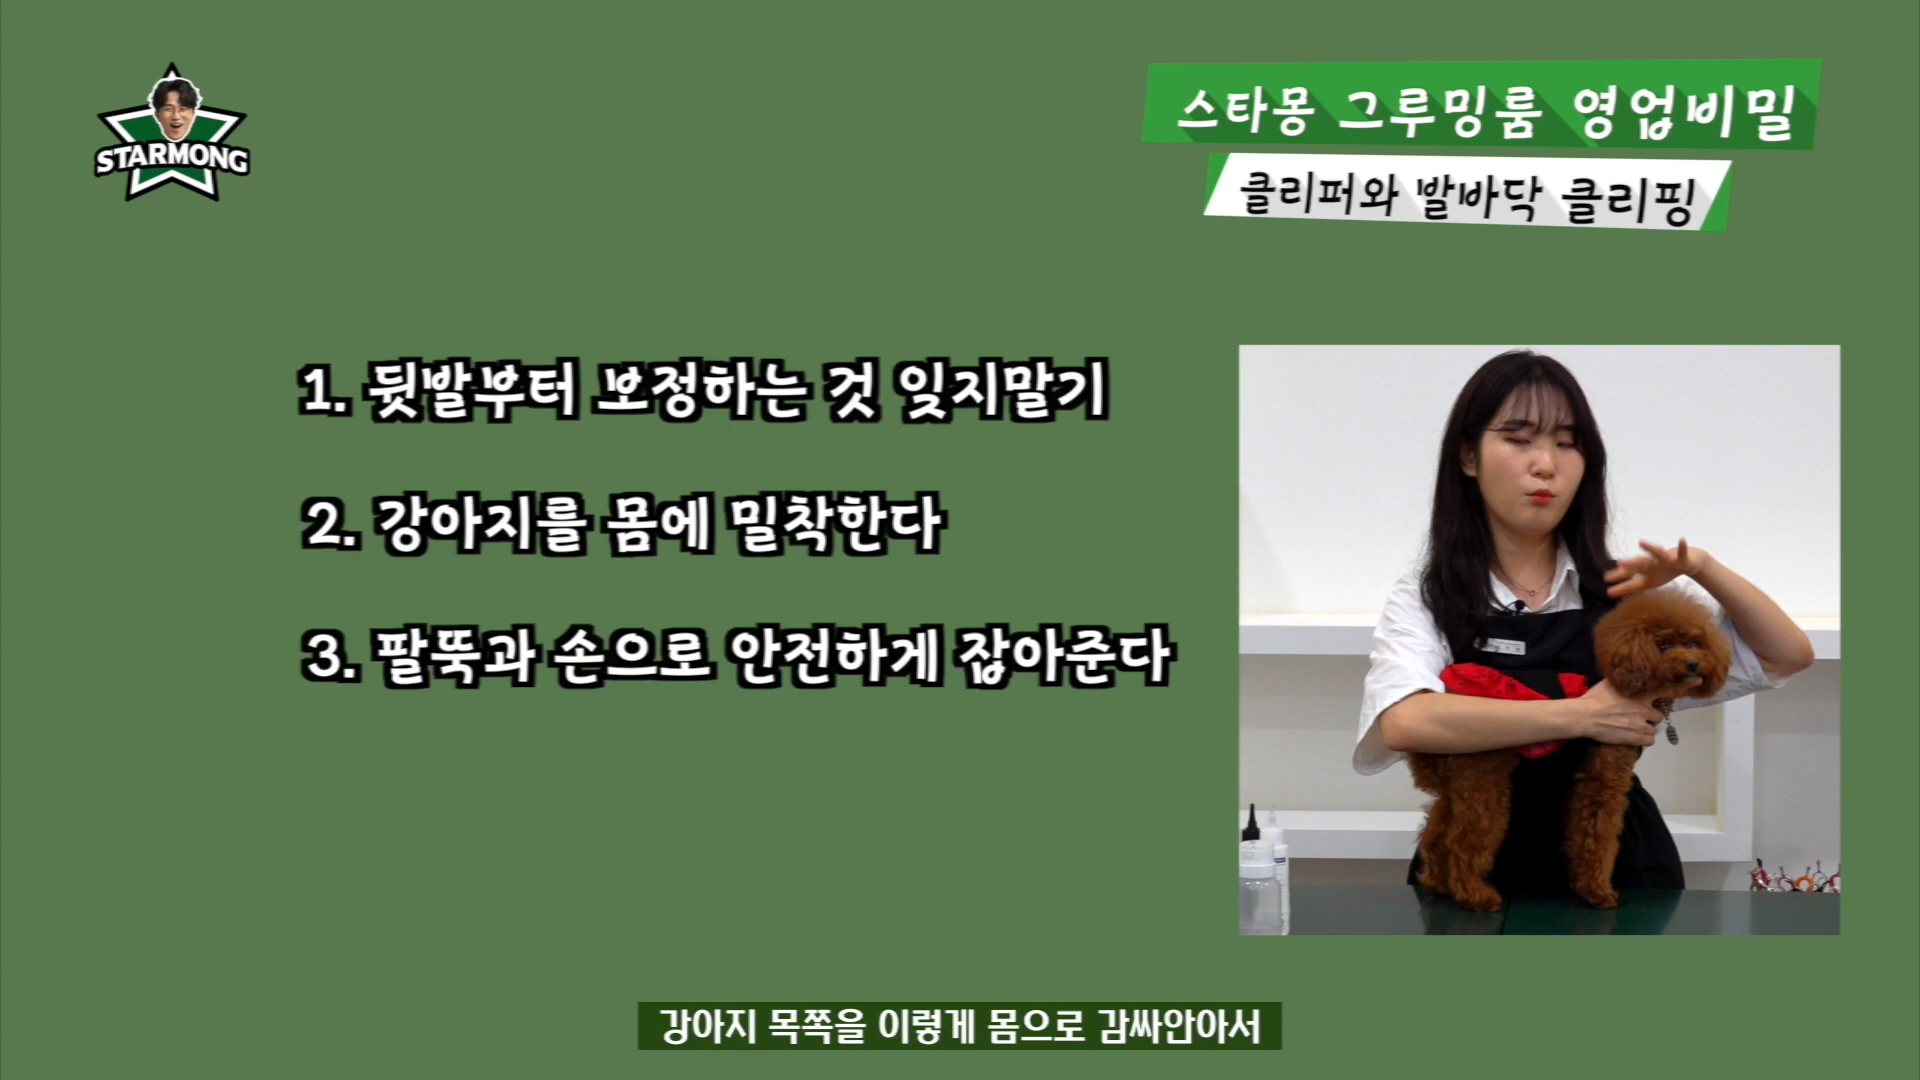 STARMONG
스타몽 그루밍룸 영업비밀
클리퍼와 발바닥 클리핑
1. 뒷발부터 보정하는 것 잊지말기
2. 강아지를 몸에 밀착한다
3. 팔뚝과 손으로 안전하게 잡아준다
강아지 목쪽을 이렇게 몸으로 감싸안아서